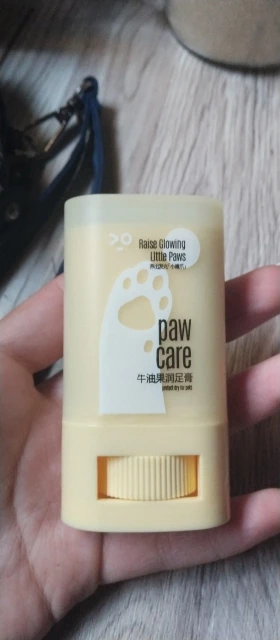 Raise Glowing
Little Paws
paw
care
牛油果润足膏